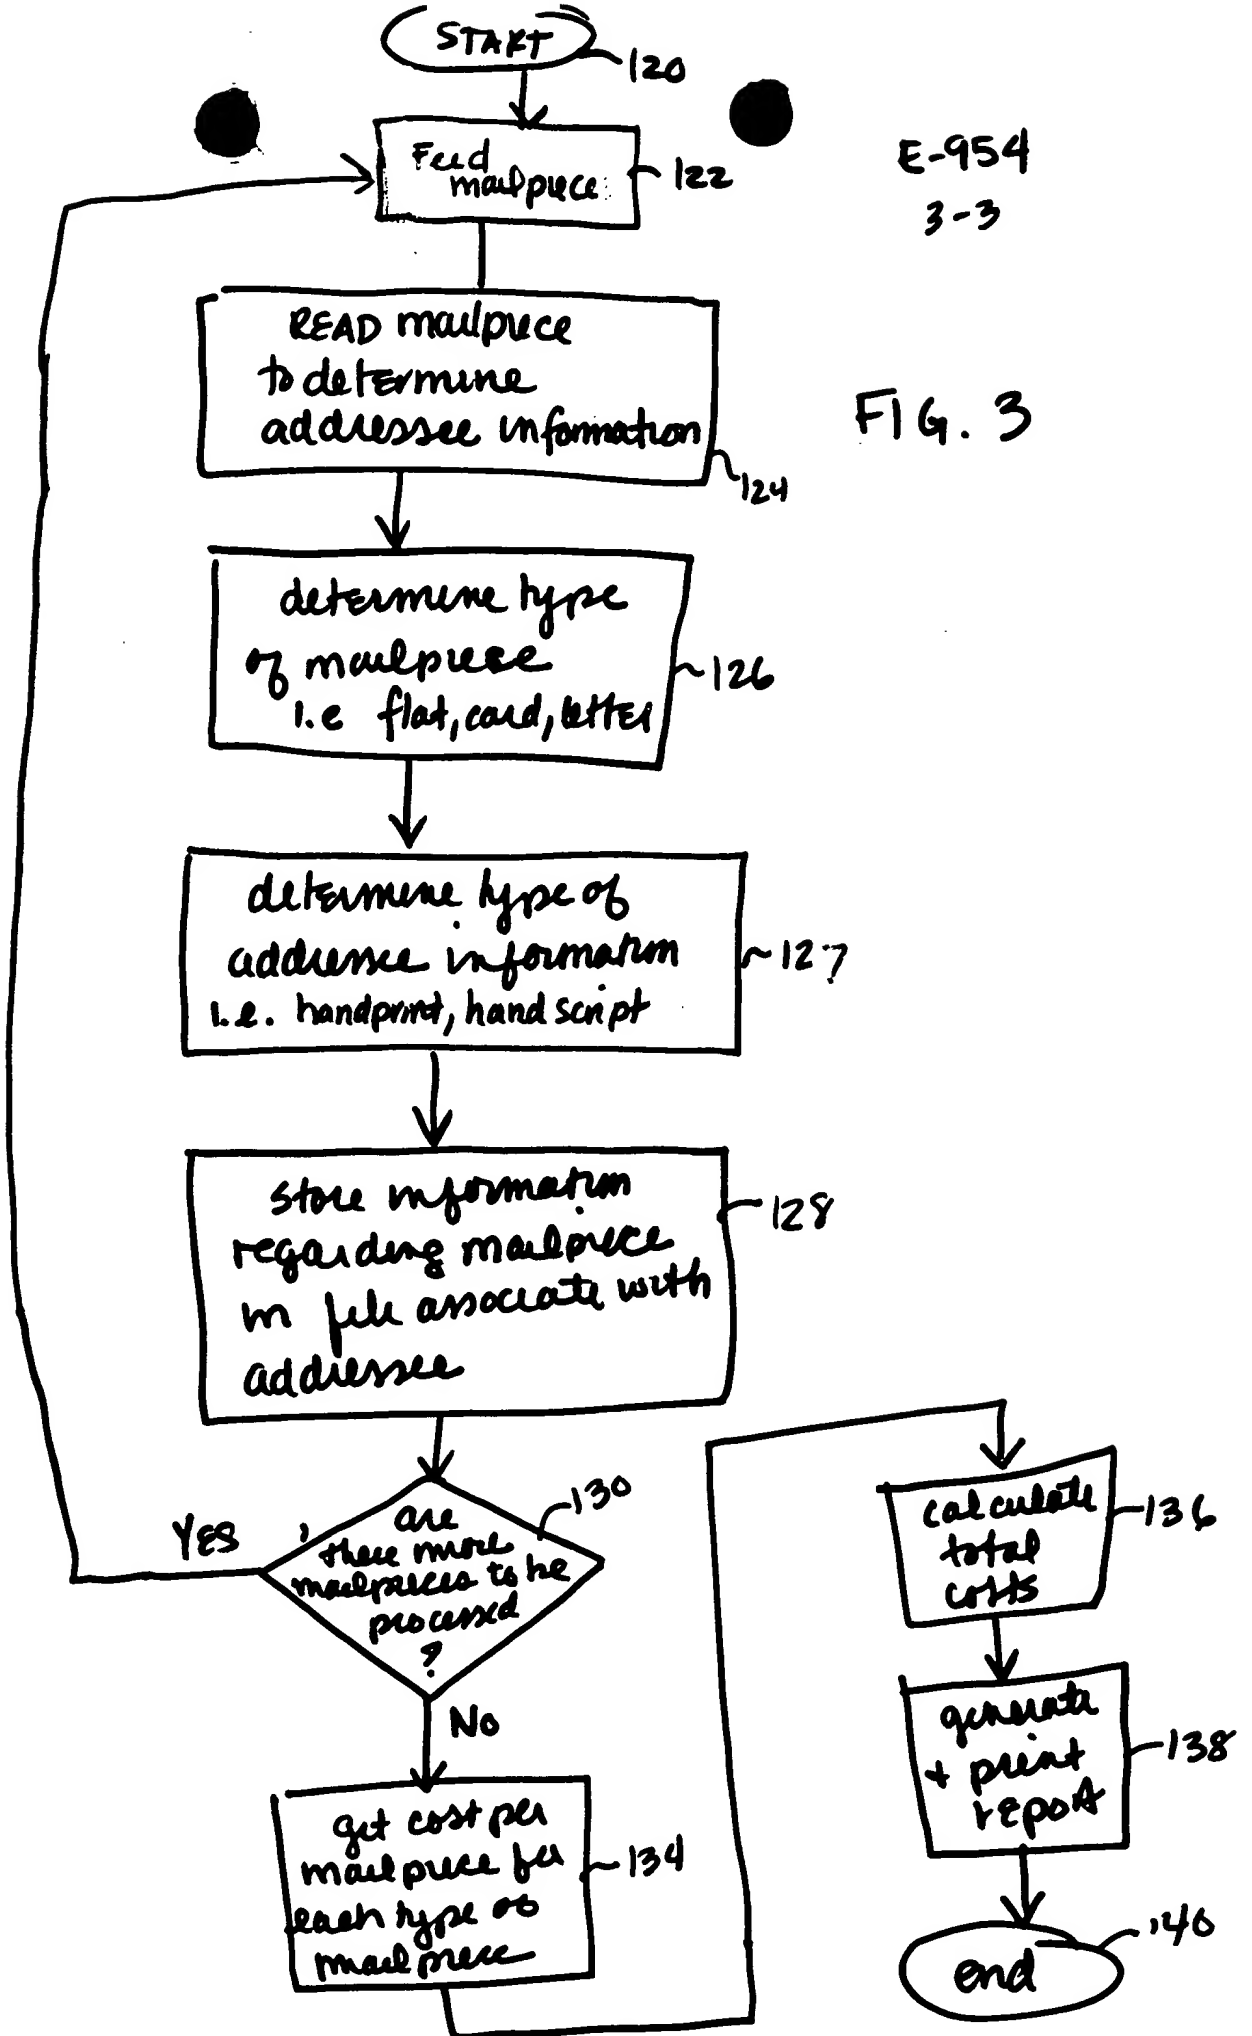 START
120
Feed
mailpiece
122
E-954
3-3
READ mailpiece
to determine
addressee information
124
FIG. 3
determine type
of mailpiece
i.e flat, card, letter
126
determine type of
addressee information
i.e. handprint, hand script
127
store information
regarding mailpiece
in file associate with
addressee
128
are
there more
mailpieces to be
processed
?
130
YES
No
get cost per
mailpiece for
each type of
mailpiece
134
calculate
total
costs
136
generate
+ print
report
138
end
140